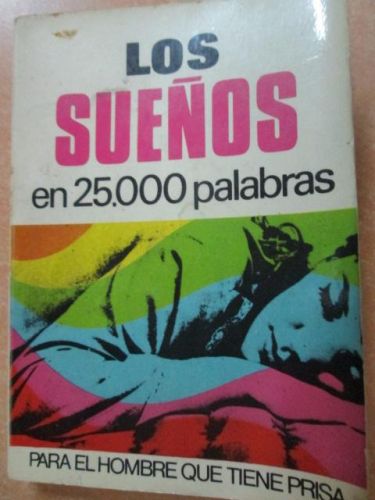 LOS
SUEÑOS
en 25.000 palabras
PARA EL HOMBRE QUE TIENE PRISA